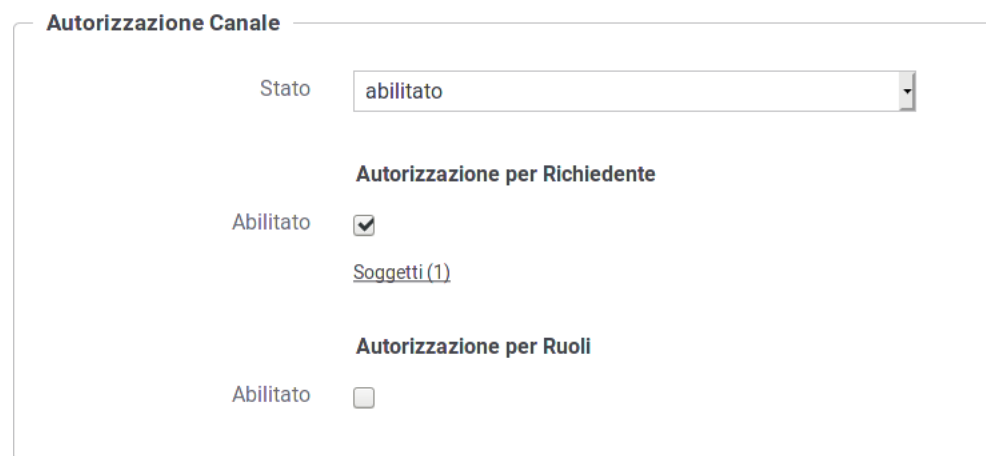 Autorizzazione Canale
Stato abilitato
Autorizzazione per Richiedente
Abilitato
Soggetti (1)
Autorizzazione per Ruoli
Abilitato